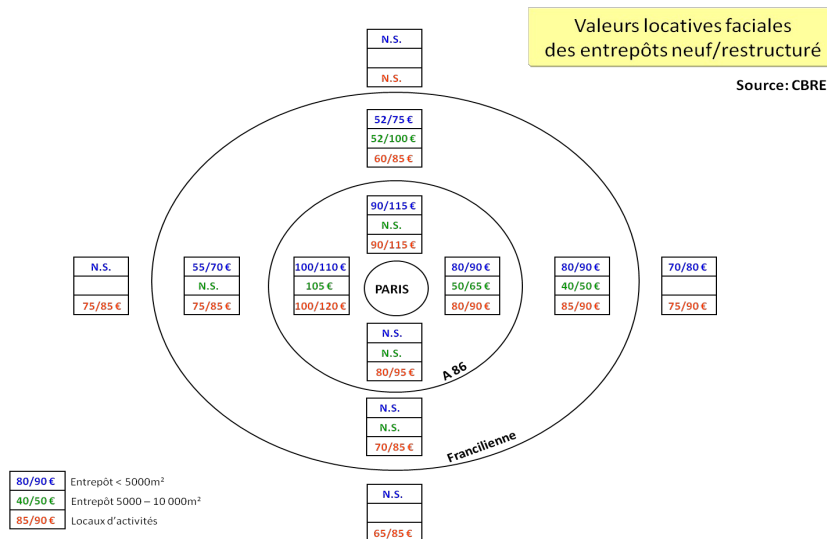 Valeurs locatives faciales
des entrepôts neuf/restructuré
Source: CBRE
N.S.
N.S.
52/75 €
52/100 €
60/85 €
90/115 €
N.S.
90/115 €
N.S.
75/85 €
55/70 €
N.S.
75/85 €
100/110 €
105 €
100/120 €
PARIS
80/90 €
50/65 €
80/90 €
80/90 €
40/50 €
85/90 €
70/80 €
75/90 €
N.S.
N.S.
80/95 €
A 86
N.S.
N.S.
70/85 €
Francilienne
N.S.
65/85 €
80/90 € Entrepôt < 5000m²
40/50 € Entrepôt 5000 – 10 000m²
85/90 € Locaux d'activités